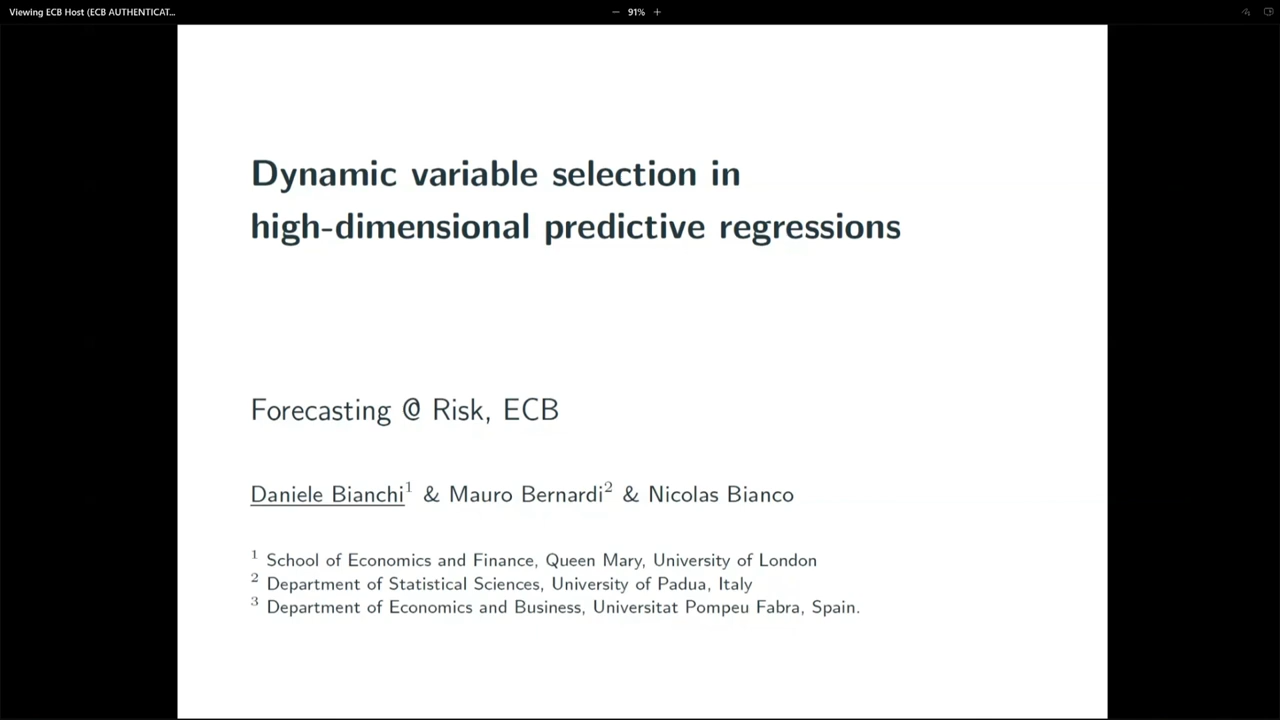 Viewing ECB Host (ECB AUTHENTICAT...
− 91% +
Dynamic variable selection in
high-dimensional predictive regressions
Forecasting @ Risk, ECB
Daniele Bianchi¹ & Mauro Bernardi² & Nicolas Bianco
¹ School of Economics and Finance, Queen Mary, University of London
² Department of Statistical Sciences, University of Padua, Italy
³ Department of Economics and Business, Universitat Pompeu Fabra, Spain.